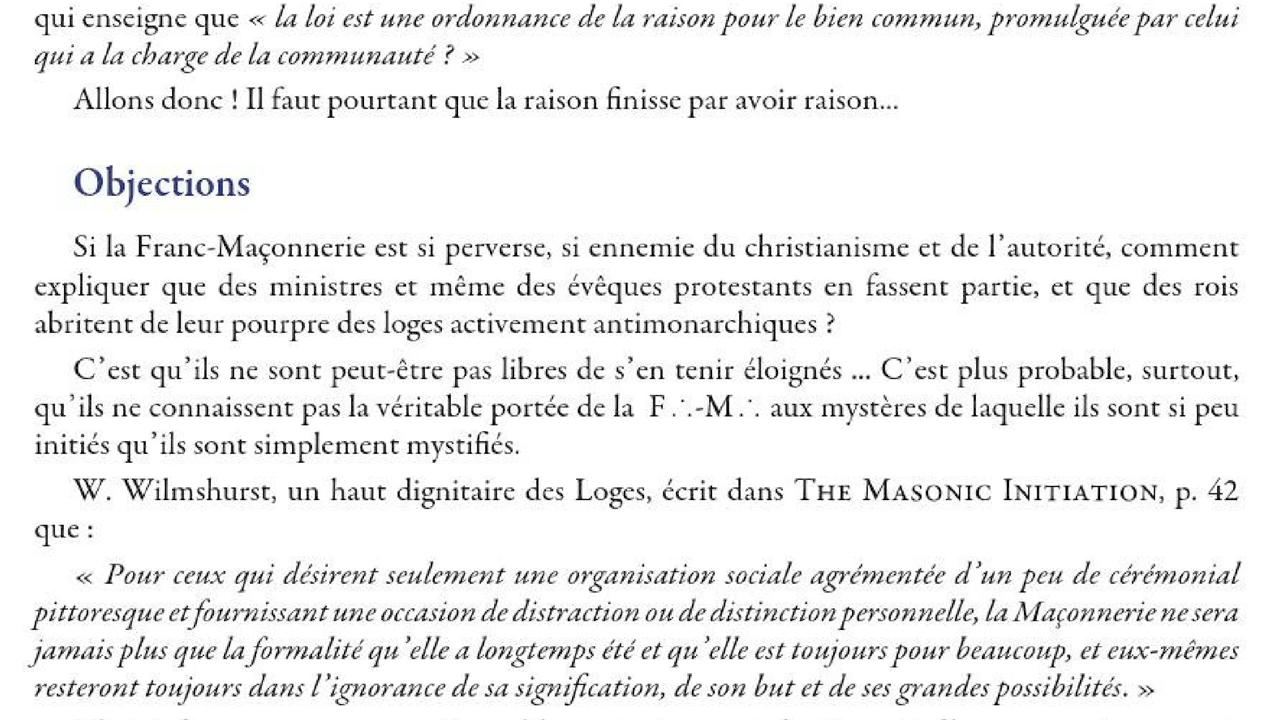 qui enseigne que « la loi est une ordonnance de la raison pour le bien commun, promulguée par celui
qui a la charge de la communauté ? »
Allons donc ! Il faut pourtant que la raison finisse par avoir raison...
Objections
Si la Franc-Maçonnerie est si perverse, si ennemie du christianisme et de l’autorité, comment
expliquer que des ministres et même des évêques protestants en fassent partie, et que des rois
abritent de leur pourpre des loges activement antimonarchiques ?
C’est qu’ils ne sont peut-être pas libres de s’en tenir éloignés ... C’est plus probable, surtout,
qu’ils ne connaissent pas la véritable portée de la F∴-M∴ aux mystères de laquelle ils sont si peu
initiés qu’ils sont simplement mystifiés.
W. Wilmshurst, un haut dignitaire des Loges, écrit dans THE MASONIC INITIATION, p. 42
que :
« Pour ceux qui désirent seulement une organisation sociale agrémentée d’un peu de cérémonial
pittoresque et fournissant une occasion de distraction ou de distinction personnelle, la Maçonnerie ne sera
jamais plus que la formalité qu’elle a longtemps été et qu’elle est toujours pour beaucoup, et eux-mêmes
resteront toujours dans l’ignorance de sa signification, de son but et de ses grandes possibilités. »